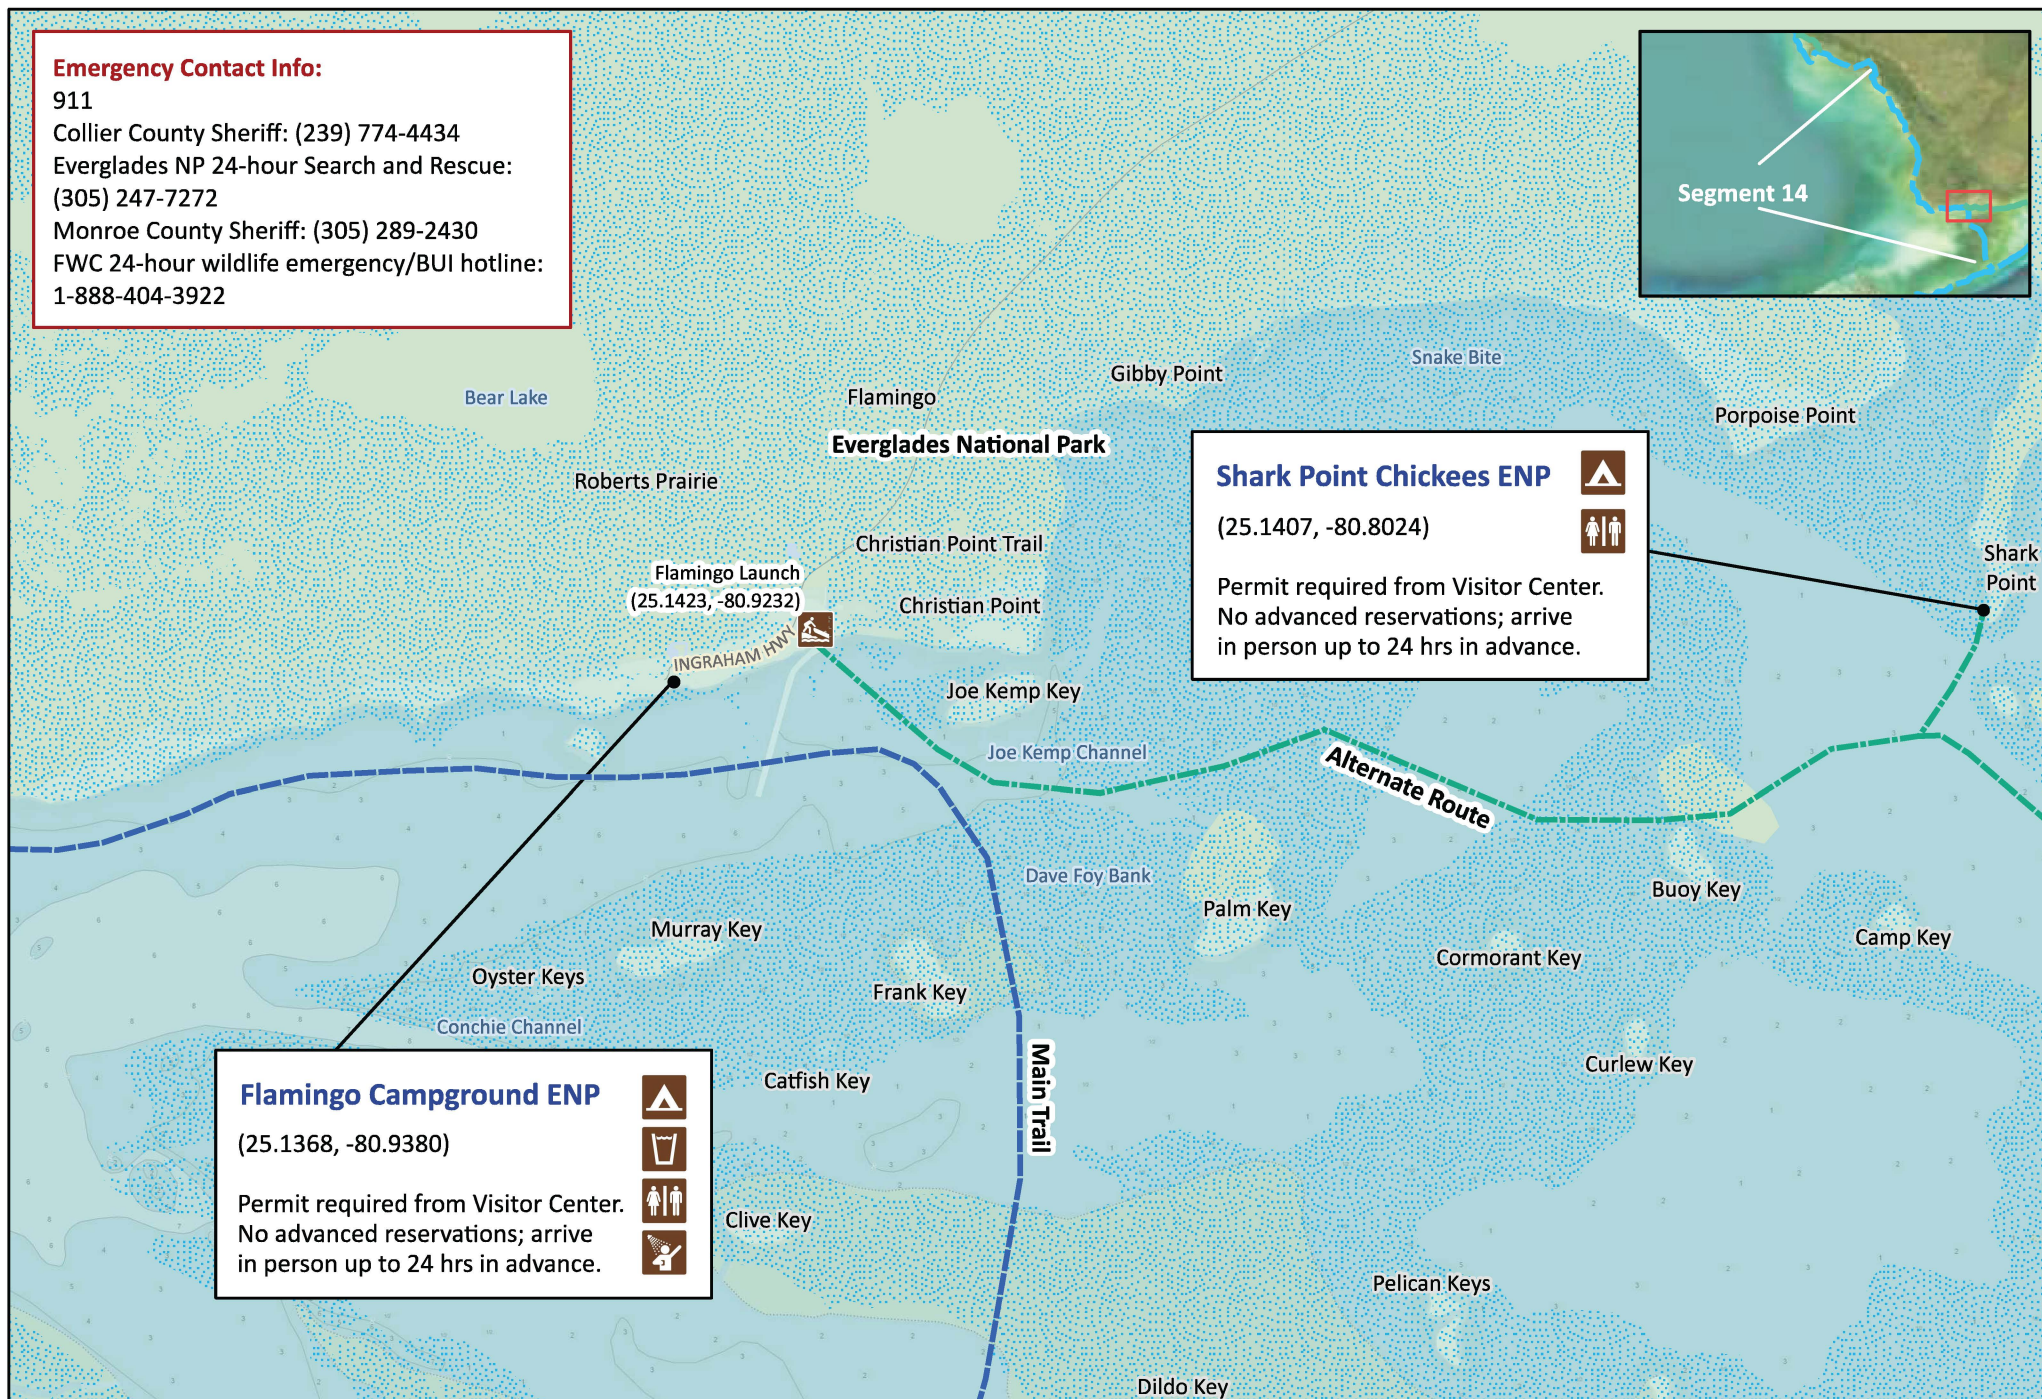 Emergency Contact Info:
911
Collier County Sheriff: (239) 774-4434
Everglades NP 24-hour Search and Rescue:
(305) 247-7272
Monroe County Sheriff: (305) 289-2430
FWC 24-hour wildlife emergency/BUI hotline:
1-888-404-3922
Segment 14
Snake Bite
Gibby Point
Bear Lake
Flamingo
Porpoise Point
Everglades National Park
Roberts Prairie
Shark Point Chickees ENP
(25.1407, -80.8024)
Permit required from Visitor Center.
No advanced reservations; arrive
in person up to 24 hrs in advance.
Christian Point Trail
Shark
Point
Flamingo Launch
(25.1423, -80.9232)
Christian Point
INGRAHAM HWY
Joe Kemp Key
Joe Kemp Channel
Alternate Route
Dave Foy Bank
Buoy Key
Palm Key
Murray Key
Camp Key
Cormorant Key
Oyster Keys
Frank Key
Conchie Channel
Curlew Key
Catfish Key
Main Trail
Flamingo Campground ENP
(25.1368, -80.9380)
Permit required from Visitor Center.
No advanced reservations; arrive
in person up to 24 hrs in advance.
Clive Key
Pelican Keys
Dildo Key